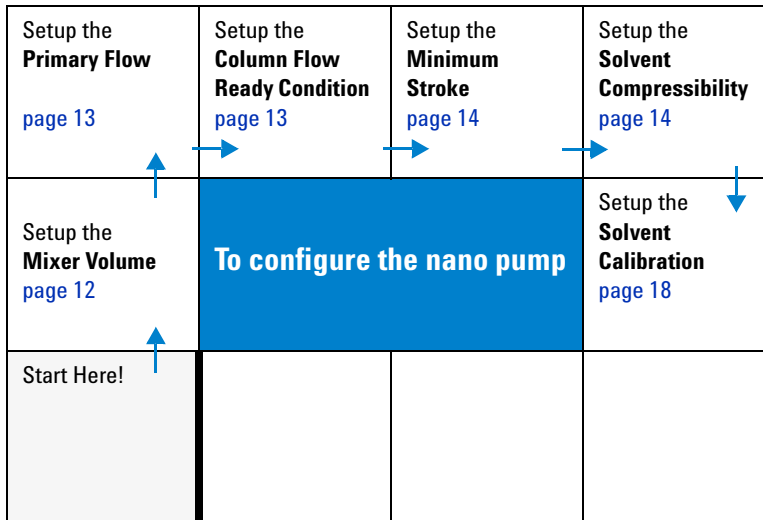 Setup the
Primary Flow
page 13
Setup the
Column Flow
Ready Condition
page 13
Setup the
Minimum
Stroke
page 14
Setup the
Solvent
Compressibility
page 14
Setup the
Mixer Volume
page 12
To configure the nano pump
Setup the
Solvent
Calibration
page 18
Start Here!